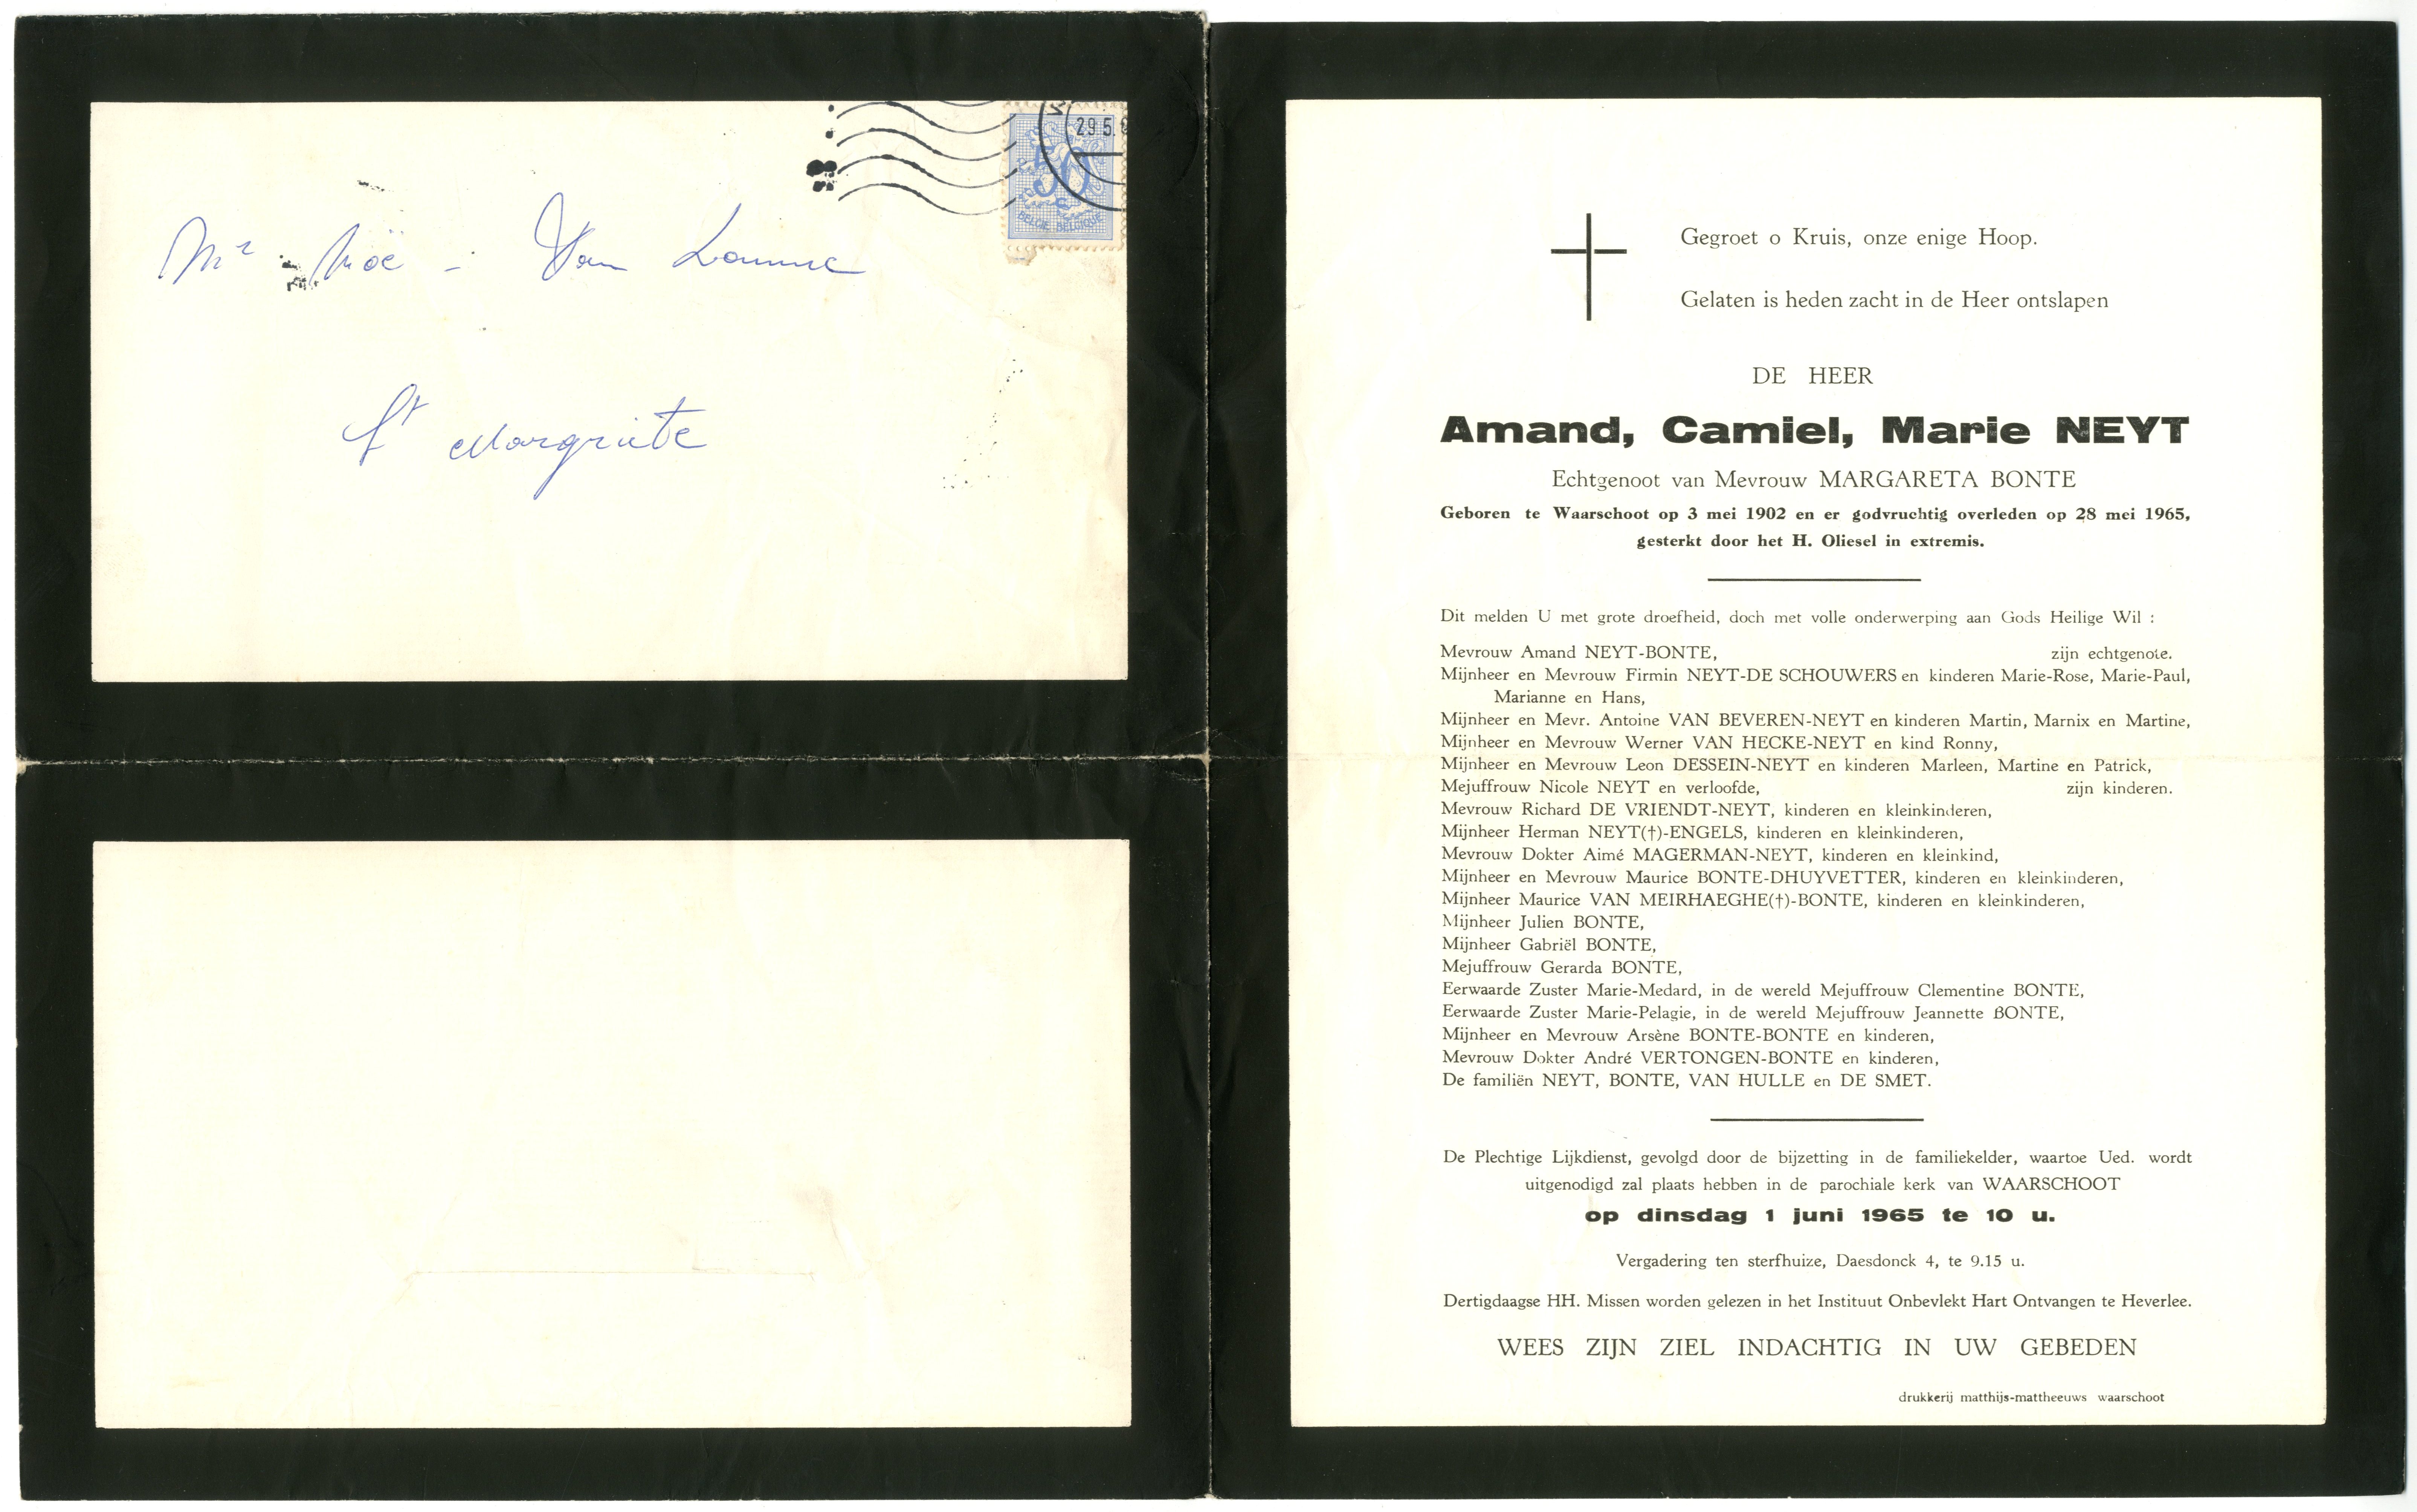 29 5.
50
BELGIE BELGIQUE
Mr Noë - Van Lamme
St Margriete
Gegroet o Kruis, onze enige Hoop.
Gelaten is heden zacht in de Heer ontslapen
DE HEER
Amand, Camiel, Marie NEYT
Echtgenoot van Mevrouw MARGARETA BONTE
Geboren te Waarschoot op 3 mei 1902 en er godvruchtig overleden op 28 mei 1965,
gesterkt door het H. Oliesel in extremis.
Dit melden U met grote droefheid, doch met volle onderwerping aan Gods Heilige Wil :
Mevrouw Amand NEYT-BONTE, zijn echtgenote.
Mijnheer en Mevrouw Firmin NEYT-DE SCHOUWERS en kinderen Marie-Rose, Marie-Paul,
Marianne en Hans,
Mijnheer en Mevr. Antoine VAN BEVEREN-NEYT en kinderen Martin, Marnix en Martine,
Mijnheer en Mevrouw Werner VAN HECKE-NEYT en kind Ronny,
Mijnheer en Mevrouw Leon DESSEIN-NEYT en kinderen Marleen, Martine en Patrick,
Mejuffrouw Nicole NEYT en verloofde, zijn kinderen.
Mevrouw Richard DE VRIENDT-NEYT, kinderen en kleinkinderen,
Mijnheer Herman NEYT(†)-ENGELS, kinderen en kleinkinderen,
Mevrouw Dokter Aimé MAGERMAN-NEYT, kinderen en kleinkind,
Mijnheer en Mevrouw Maurice BONTE-DHUYVETTER, kinderen en kleinkinderen,
Mijnheer Maurice VAN MEIRHAEGHE(†)-BONTE, kinderen en kleinkinderen,
Mijnheer Julien BONTE,
Mijnheer Gabriël BONTE,
Mejuffrouw Gerarda BONTE,
Eerwaarde Zuster Marie-Medard, in de wereld Mejuffrouw Clementine BONTE,
Eerwaarde Zuster Marie-Pelagie, in de wereld Mejuffrouw Jeannette BONTE,
Mijnheer en Mevrouw Arsène BONTE-BONTE en kinderen,
Mevrouw Dokter André VERTONGEN-BONTE en kinderen,
De familiën NEYT, BONTE, VAN HULLE en DE SMET.
De Plechtige Lijkdienst, gevolgd door de bijzetting in de familiekelder, waartoe Ued. wordt
uitgenodigd zal plaats hebben in de parochiale kerk van WAARSCHOOT
op dinsdag 1 juni 1965 te 10 u.
Vergadering ten sterfhuize, Daesdonck 4, te 9.15 u.
Dertigdaagse HH. Missen worden gelezen in het Instituut Onbevlekt Hart Ontvangen te Heverlee.
WEES ZIJN ZIEL INDACHTIG IN UW GEBEDEN
drukkerij matthijs-mattheeuws waarschoot